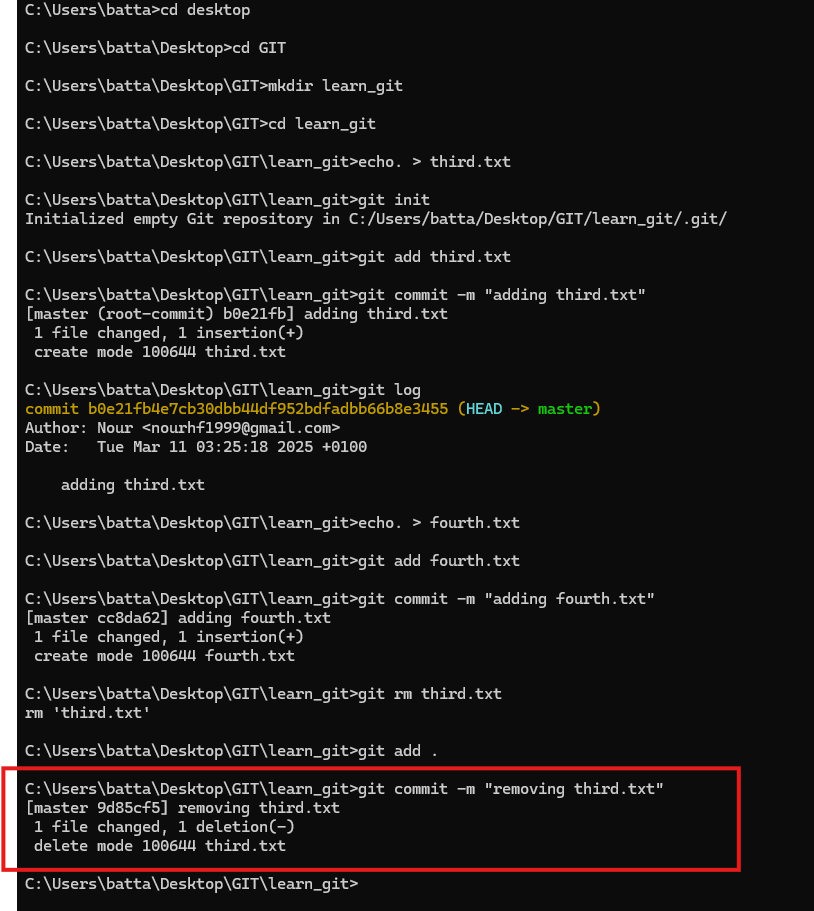 C:\Users\batta>cd desktop
C:\Users\batta\Desktop>cd GIT
C:\Users\batta\Desktop\GIT>mkdir learn_git
C:\Users\batta\Desktop\GIT>cd learn_git
C:\Users\batta\Desktop\GIT\learn_git>echo. > third.txt
C:\Users\batta\Desktop\GIT\learn_git>git init
Initialized empty Git repository in C:/Users/batta/Desktop/GIT/learn_git/.git/
C:\Users\batta\Desktop\GIT\learn_git>git add third.txt
C:\Users\batta\Desktop\GIT\learn_git>git commit -m "adding third.txt"
[master (root-commit) b0e21fb] adding third.txt
 1 file changed, 1 insertion(+)
 create mode 100644 third.txt
C:\Users\batta\Desktop\GIT\learn_git>git log
commit b0e21fb4e7cb30dbb44df952bdfadbb66b8e3455 (HEAD -> master)
Author: Nour <nourhf1999@gmail.com>
Date:   Tue Mar 11 03:25:18 2025 +0100
    adding third.txt
C:\Users\batta\Desktop\GIT\learn_git>echo. > fourth.txt
C:\Users\batta\Desktop\GIT\learn_git>git add fourth.txt
C:\Users\batta\Desktop\GIT\learn_git>git commit -m "adding fourth.txt"
[master cc8da62] adding fourth.txt
 1 file changed, 1 insertion(+)
 create mode 100644 fourth.txt
C:\Users\batta\Desktop\GIT\learn_git>git rm third.txt
rm 'third.txt'
C:\Users\batta\Desktop\GIT\learn_git>git add .
C:\Users\batta\Desktop\GIT\learn_git>git commit -m "removing third.txt"
[master 9d85cf5] removing third.txt
 1 file changed, 1 deletion(-)
 delete mode 100644 third.txt
C:\Users\batta\Desktop\GIT\learn_git>